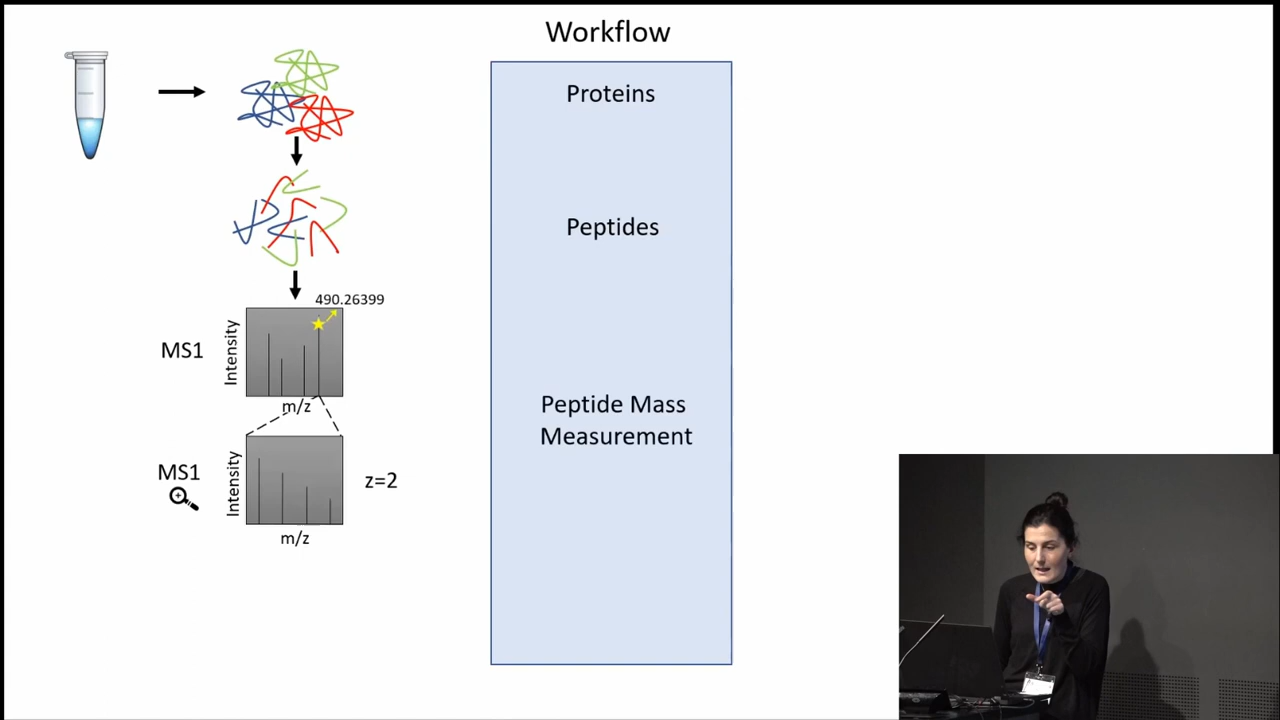 Workflow
Proteins
Peptides
490.26399
MS1
Intensity
m/z
Peptide Mass
Measurement
MS1
Intensity
z=2
m/z